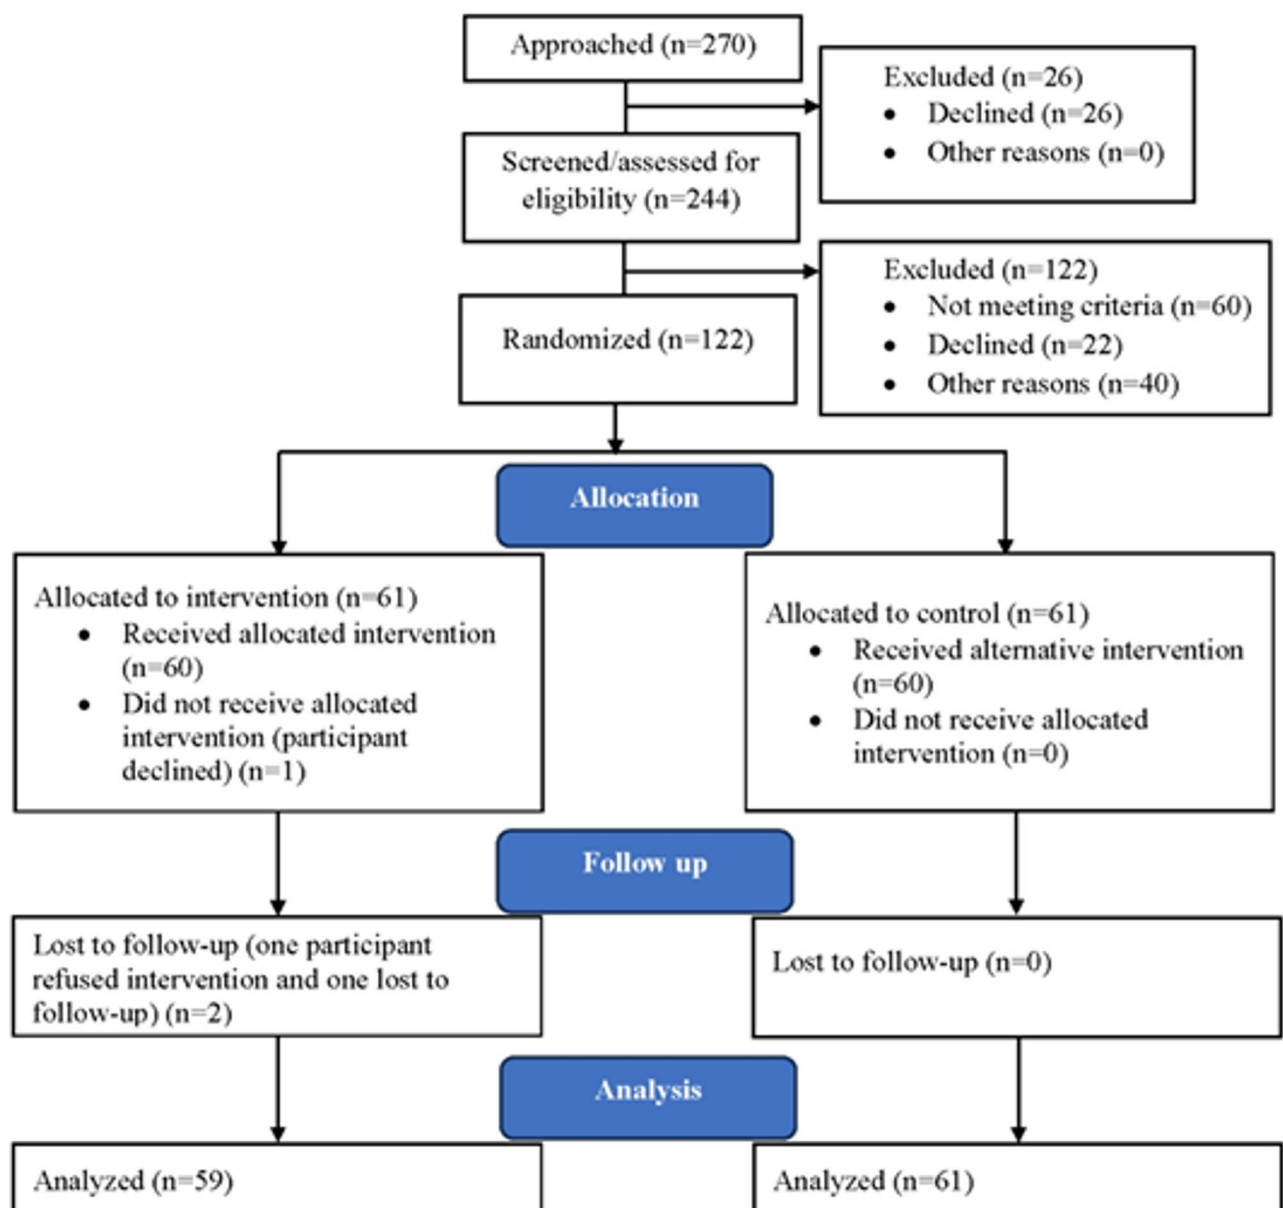 Approached (n=270)
Excluded (n=26)
• Declined (n=26)
• Other reasons (n=0)
Screened/assessed for
eligibility (n=244)
Excluded (n=122)
• Not meeting criteria (n=60)
• Declined (n=22)
• Other reasons (n=40)
Randomized (n=122)
Allocation
Allocated to intervention (n=61)
• Received allocated intervention
(n=60)
• Did not receive allocated
intervention (participant
declined) (n=1)
Allocated to control (n=61)
• Received alternative intervention
(n=60)
• Did not receive allocated
intervention (n=0)
Follow up
Lost to follow-up (one participant
refused intervention and one lost to
follow-up) (n=2)
Lost to follow-up (n=0)
Analysis
Analyzed (n=59)
Analyzed (n=61)